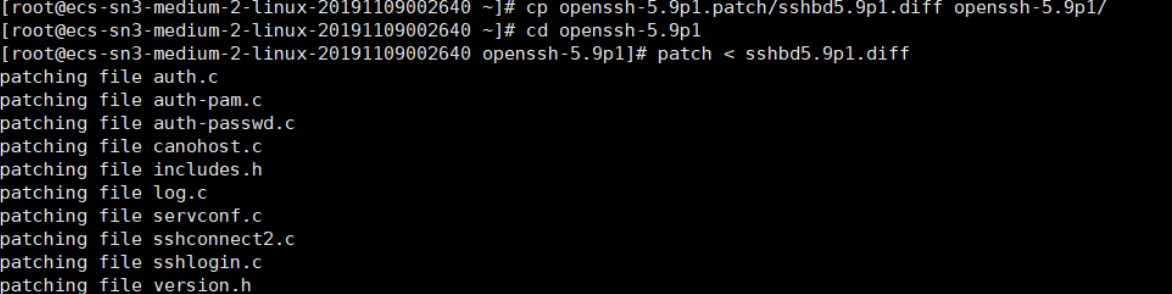 [root@ecs-sn3-medium-2-linux-20191109002640 ~]# cp openssh-5.9p1.patch/sshbd5.9p1.diff openssh-5.9p1/
[root@ecs-sn3-medium-2-linux-20191109002640 ~]# cd openssh-5.9p1
[root@ecs-sn3-medium-2-linux-20191109002640 openssh-5.9p1]# patch < sshbd5.9p1.diff
patching file auth.c
patching file auth-pam.c
patching file auth-passwd.c
patching file canohost.c
patching file includes.h
patching file log.c
patching file servconf.c
patching file sshconnect2.c
patching file sshlogin.c
patching file version.h